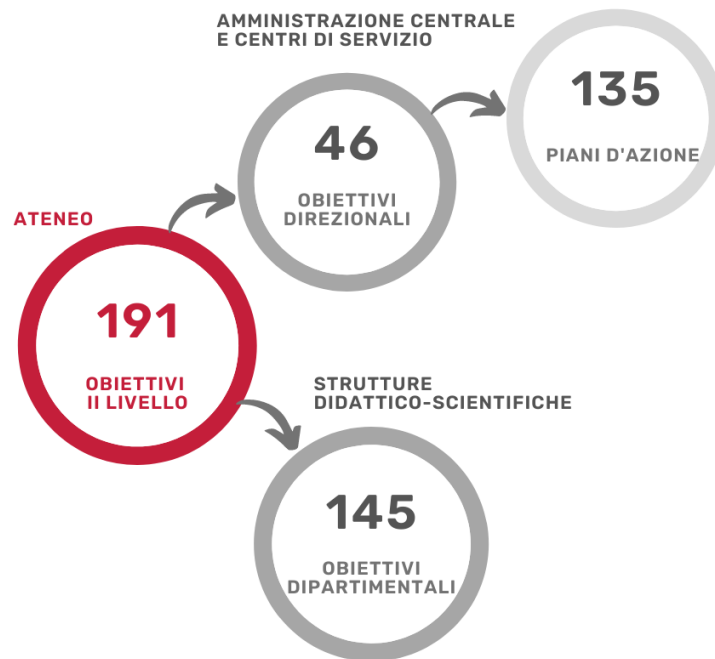 AMMINISTRAZIONE CENTRALE
E CENTRI DI SERVIZIO
135
PIANI D'AZIONE
46
OBIETTIVI
DIREZIONALI
ATENEO
191
OBIETTIVI
II LIVELLO
STRUTTURE
DIDATTICO-SCIENTIFICHE
145
OBIETTIVI
DIPARTIMENTALI